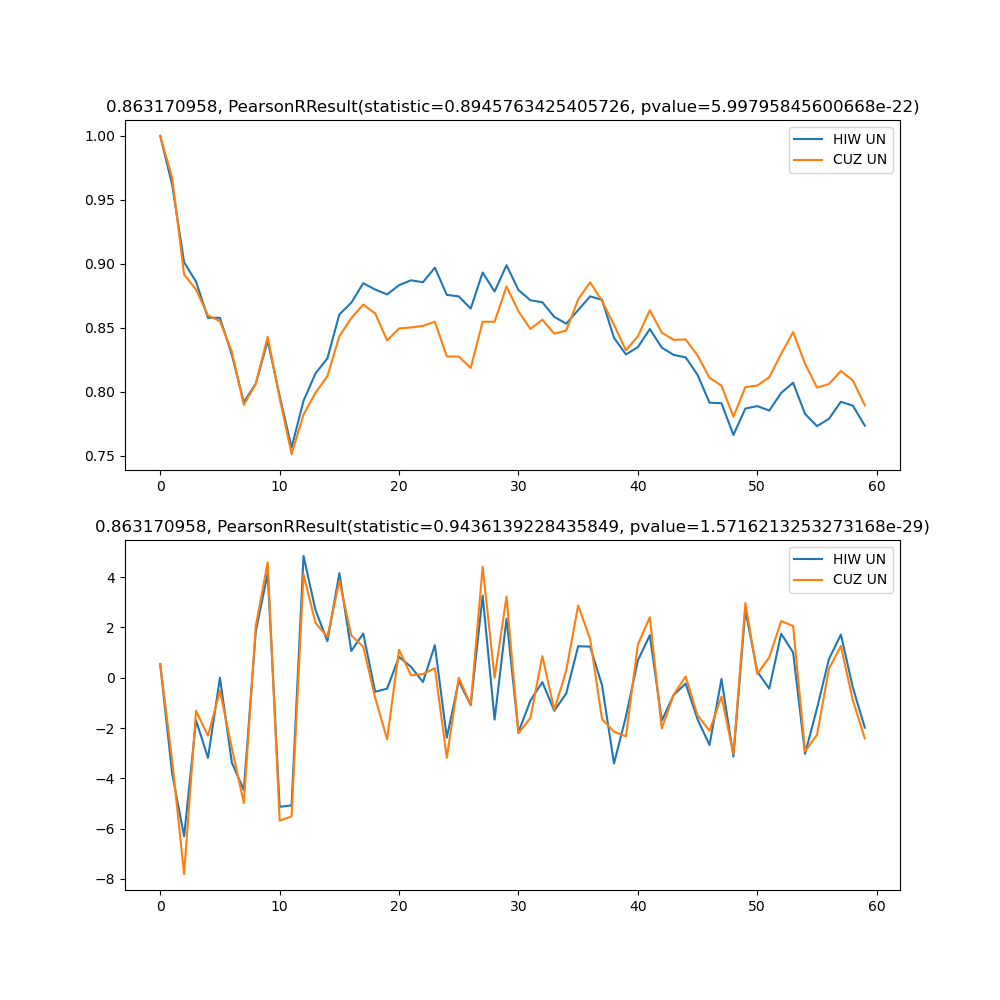 0.863170958, PearsonRResult(statistic=0.8945763425405726, pvalue=5.99795845600668e-22)
1.00
0.95
0.90
0.85
0.80
0.75
HIW UN
CUZ UN
0 10 20 30 40 50 60
0.863170958, PearsonRResult(statistic=0.9436139228435849, pvalue=1.5716213253273168e-29)
4
2
0
−2
−4
−6
−8
HIW UN
CUZ UN
0 10 20 30 40 50 60